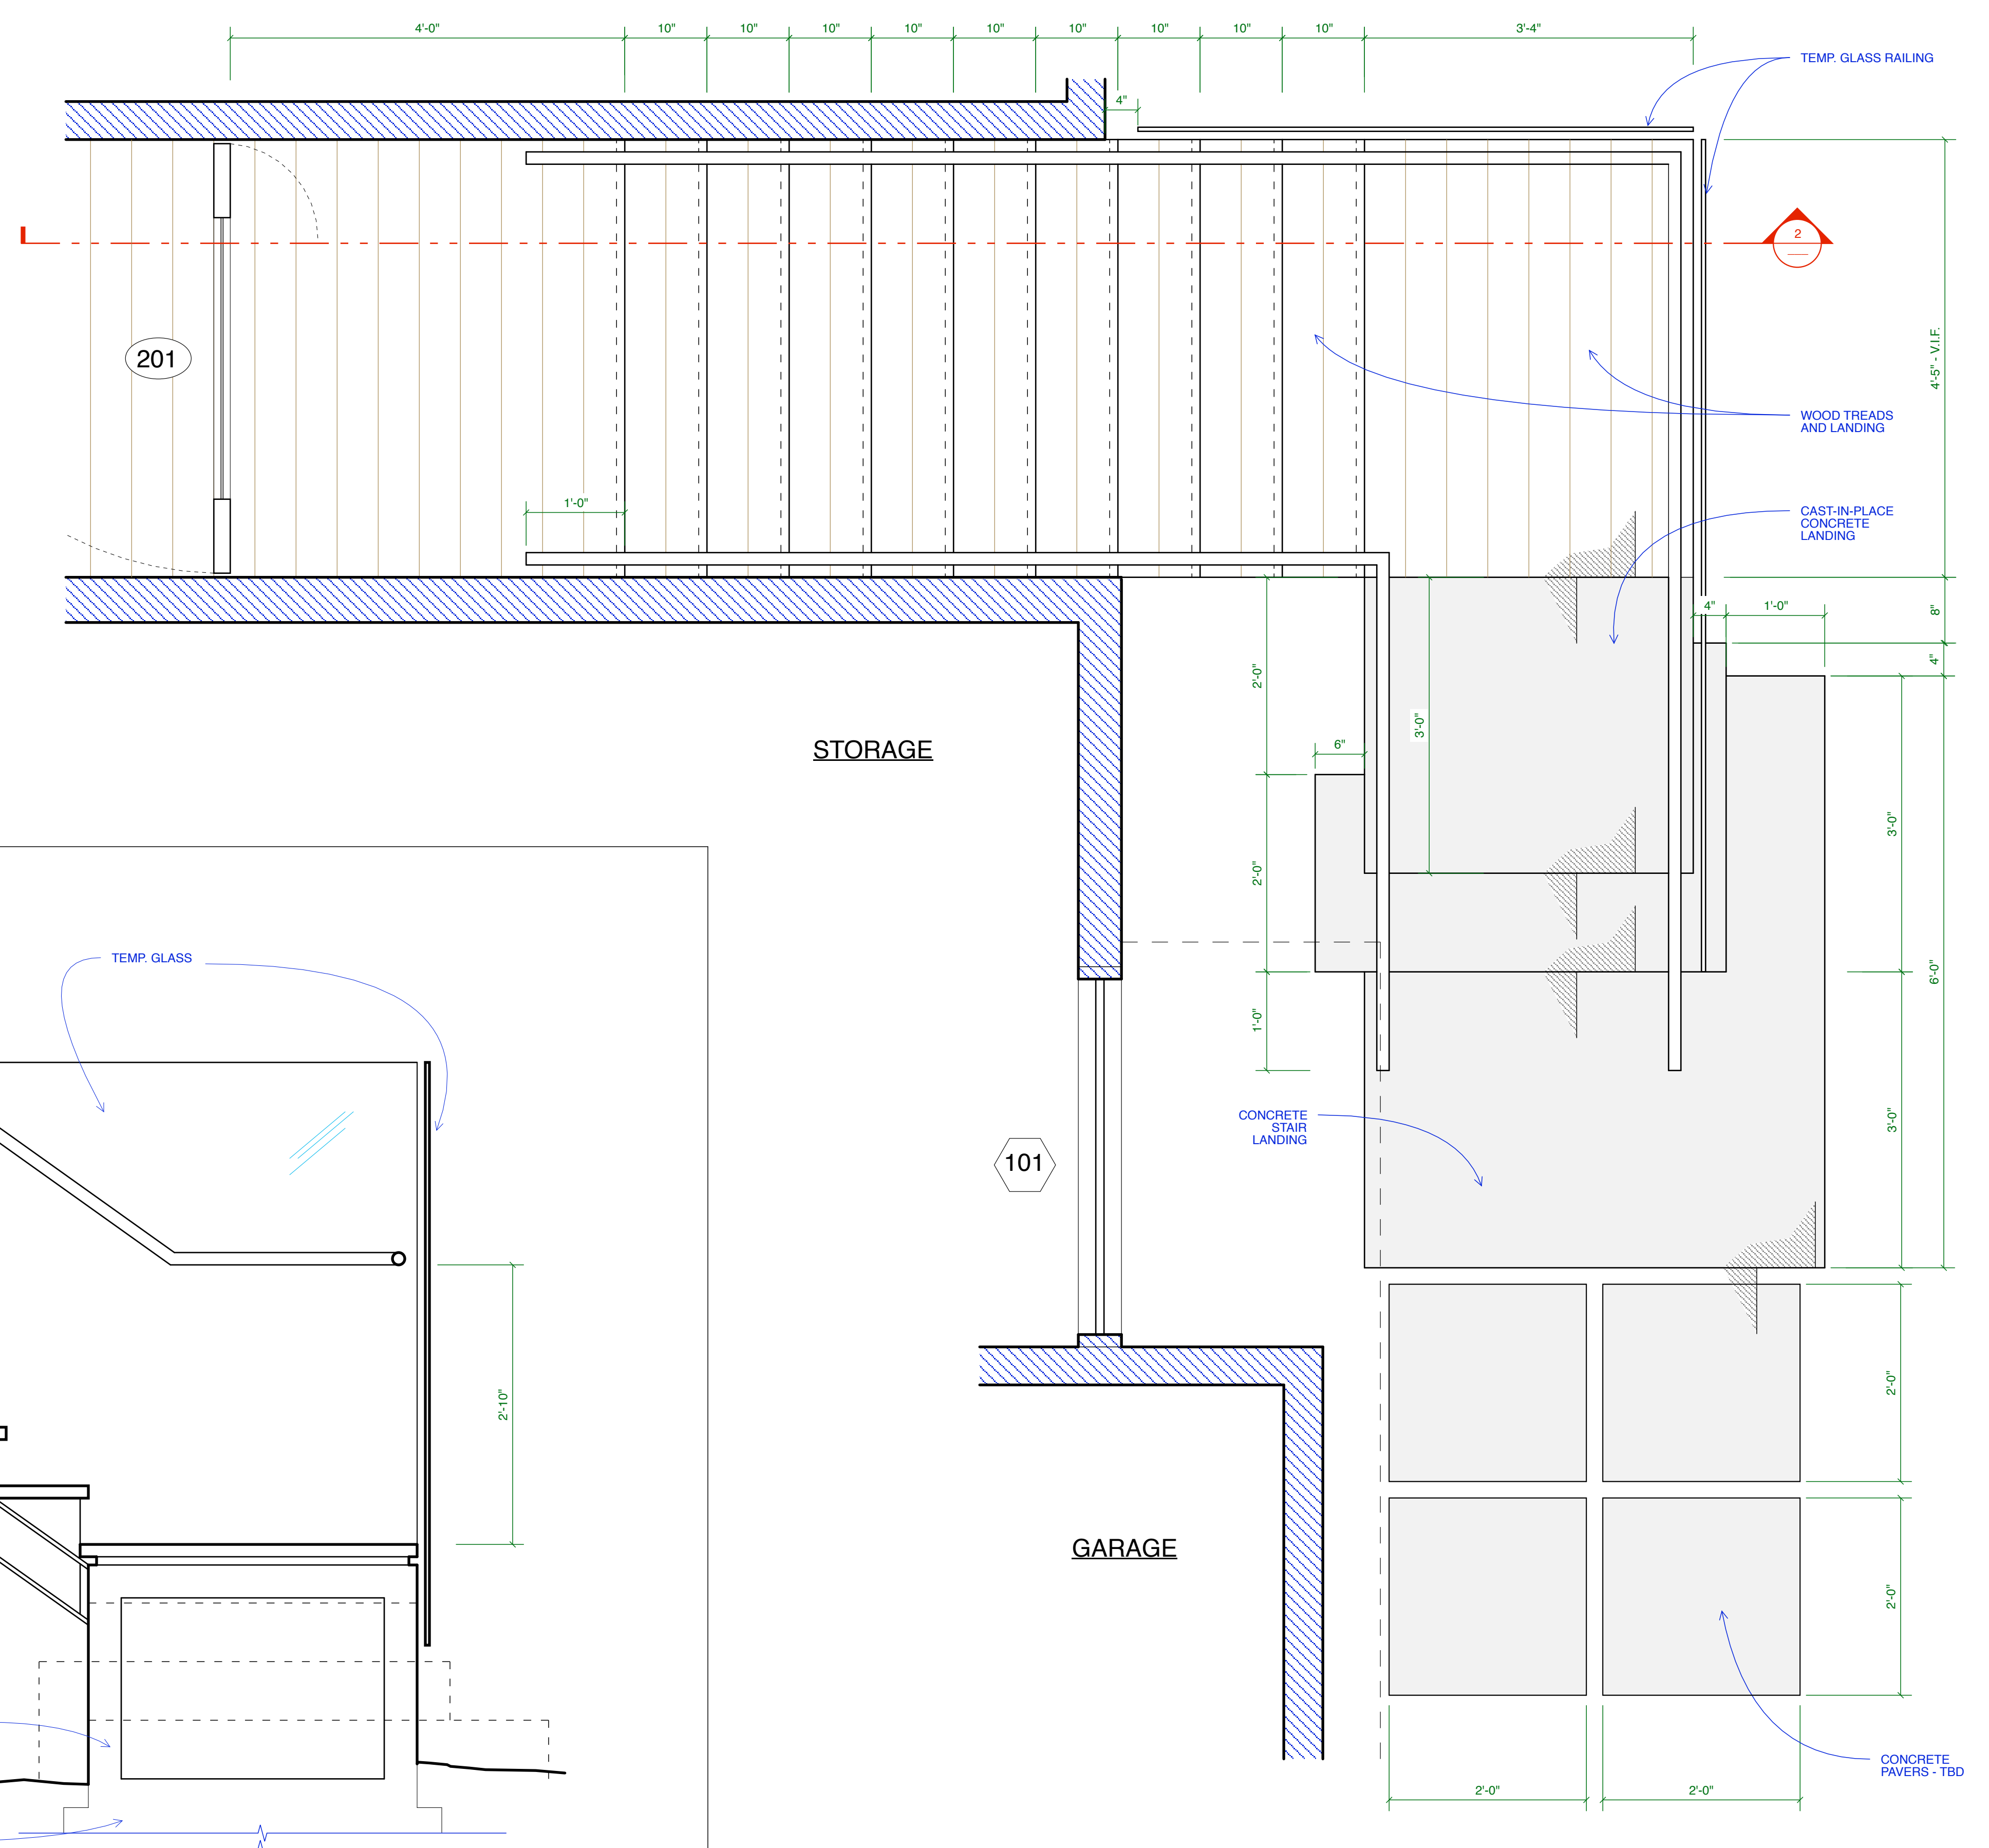 4'-0"
10"
10"
10"
10"
10"
10"
10"
10"
10"
3'-4"
TEMP. GLASS RAILING
4"
2
201
4'-5" - V.I.F.
WOOD TREADS
AND LANDING
1'-0"
CAST-IN-PLACE
CONCRETE
LANDING
4"
1'-0"
8"
4"
2'-0"
3'-0"
6"
STORAGE
3'-0"
2'-0"
6'-0"
TEMP. GLASS
1'-0"
CONCRETE
STAIR
LANDING
3'-0"
101
2'-10"
2'-0"
GARAGE
2'-0"
CONCRETE
PAVERS - TBD
2'-0"
2'-0"